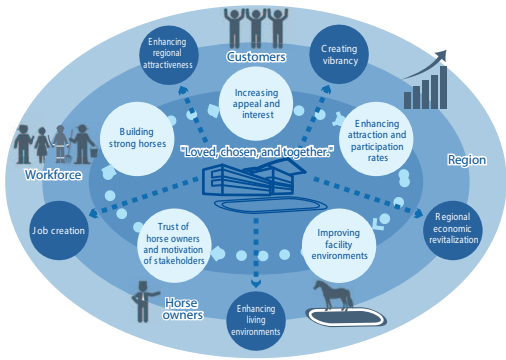 Enhancing
regional
attractiveness
Customers
Creating
vibrancy
Increasing
appeal and
interest
Building
strong horses
Enhancing
attraction and
participation
rates
"Loved, chosen, and together."
Workforce
Region
Job creation
Trust of
horse owners
and motivation
of stakeholders
Improving
facility
environments
Regional
economic
revitalization
Horse
owners
Enhancing
living
environments